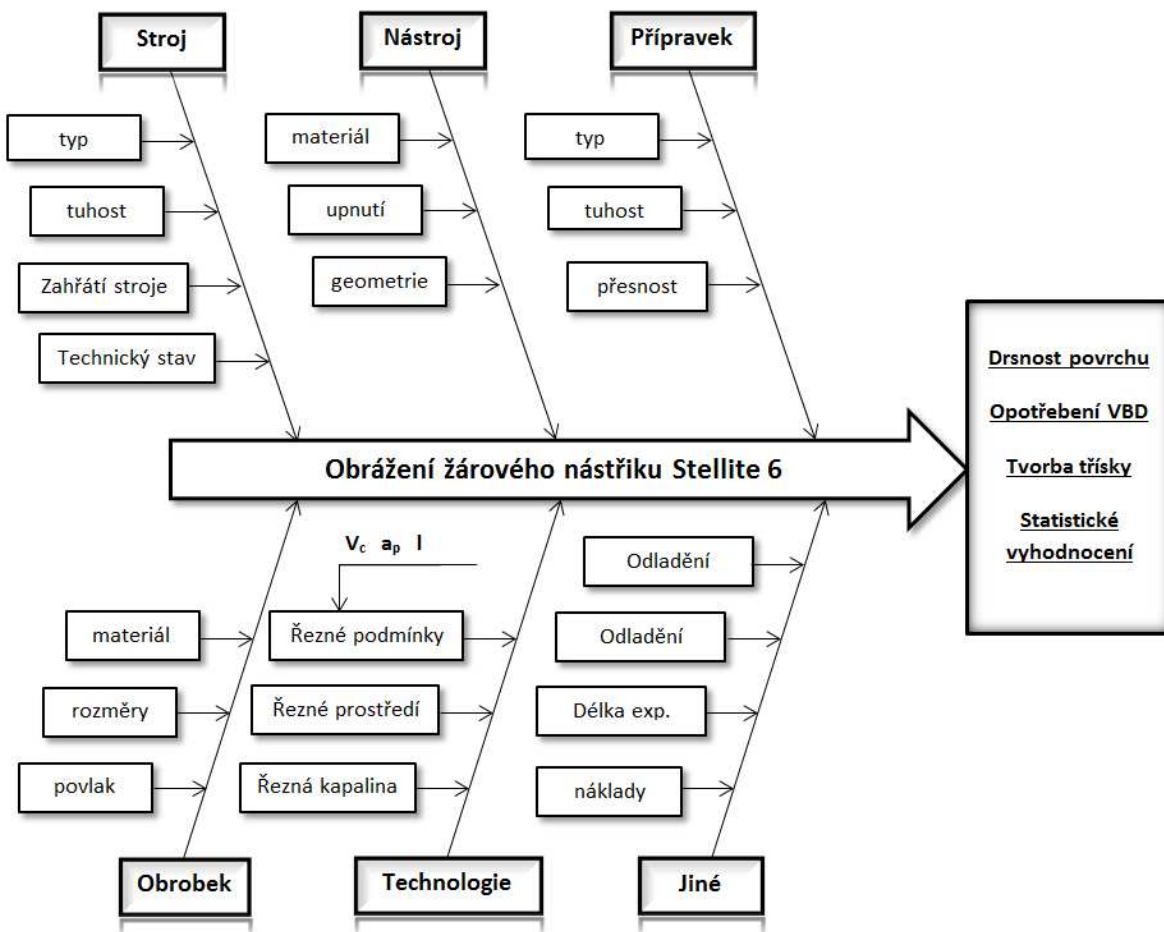 Stroj
Nástroj
Přípravek
typ
tuhost
Zahřátí stroje
Technický stav
materiál
upnutí
geometrie
typ
tuhost
přesnost
Obrážení žárového nástřiku Stellite 6
Drsnost povrchu
Opotřebení VBD
Tvorba třísky
Statistické
vyhodnocení
materiál
rozměry
povlak
Vc ap l
Řezné podmínky
Řezné prostředí
Řezná kapalina
Odladění
Odladění
Délka exp.
náklady
Obrobek
Technologie
Jiné